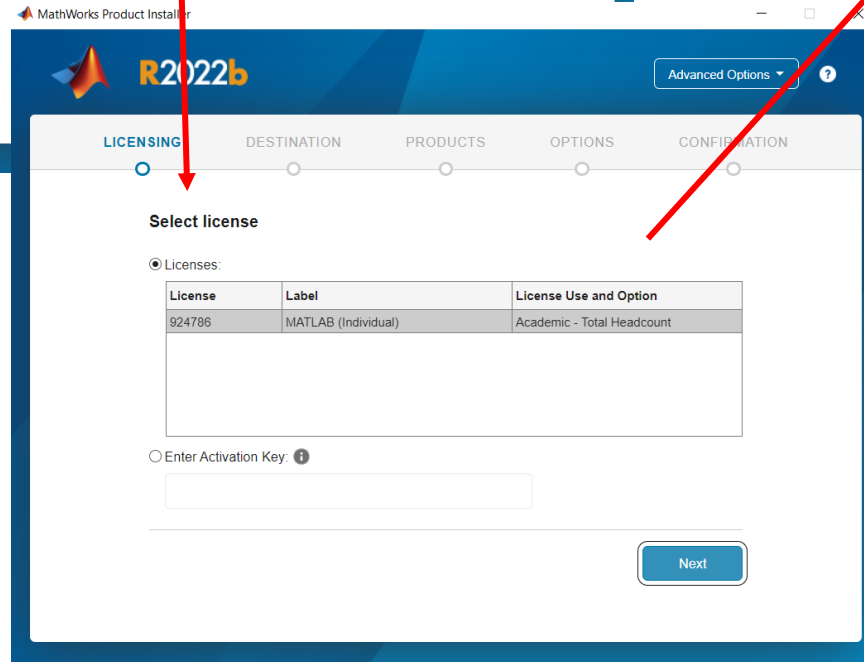 MathWorks Product Installer
R2022b
Advanced Options
?
LICENSING DESTINATION PRODUCTS OPTIONS CONFIRMATION
Select license
Licenses:
License Label License Use and Option
924786 MATLAB (Individual) Academic - Total Headcount
Enter Activation Key: i
Next